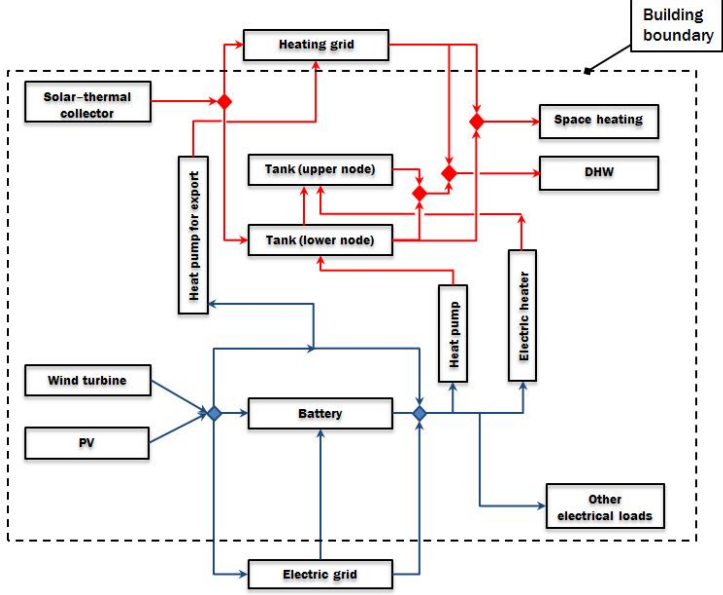 Building
boundary
Heating grid
Solar–thermal
collector
Space heating
Tank (upper node)
DHW
Heat pump for export
Tank (lower node)
Heat pump
Electric heater
Wind turbine
Battery
PV
Other
electrical loads
Electric grid